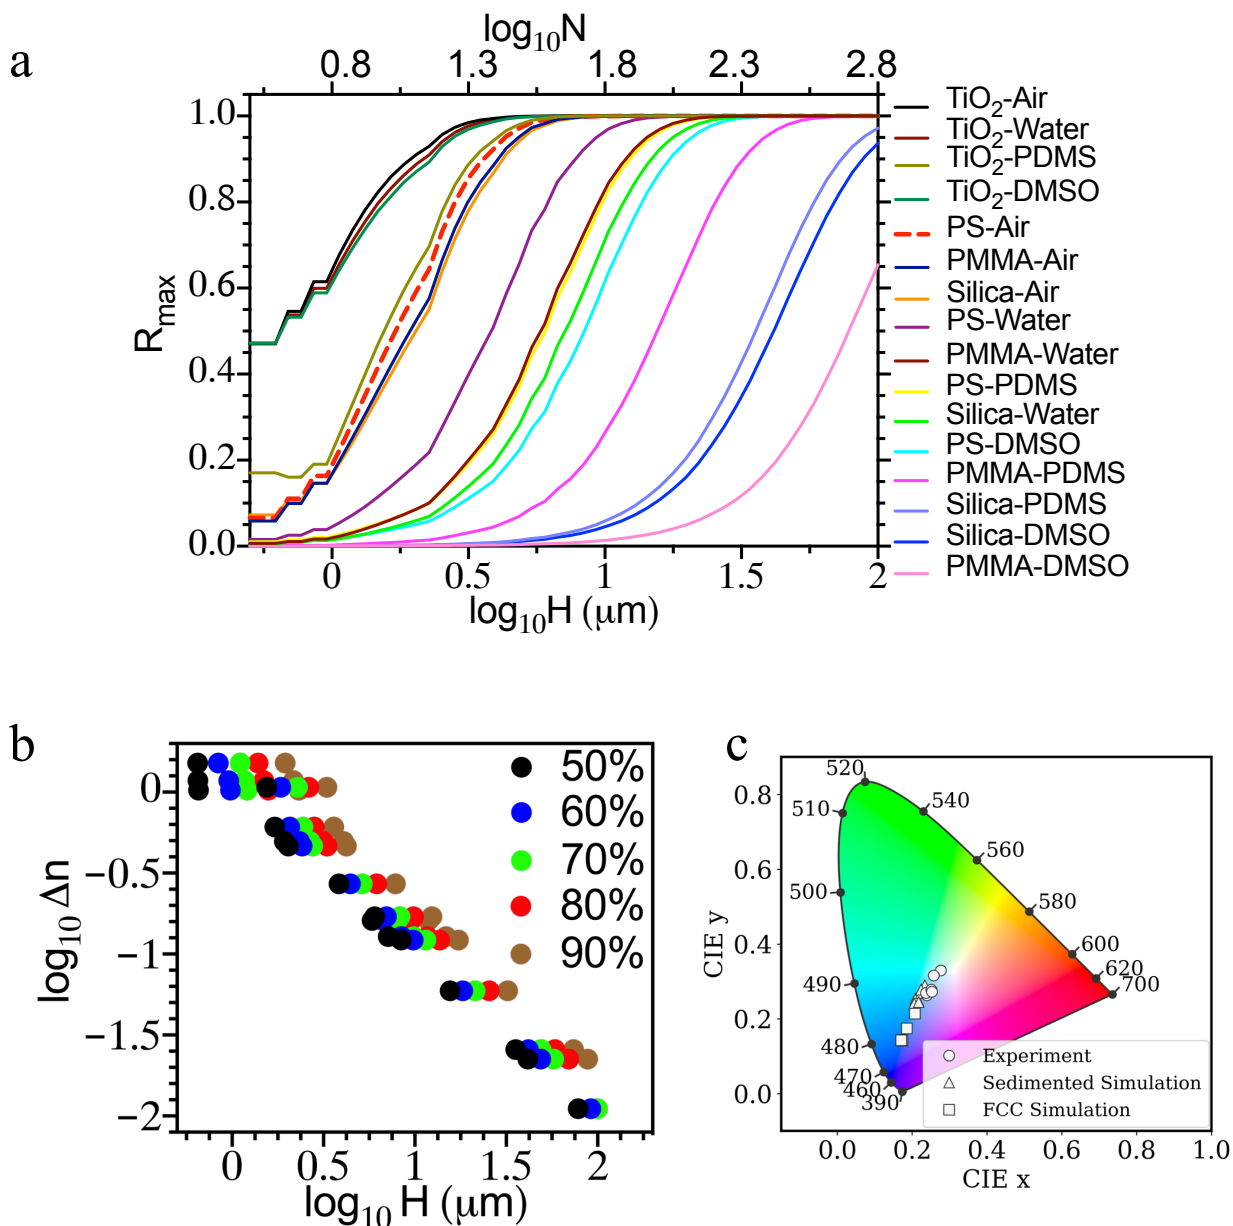 a
log10N
0.8 1.3 1.8 2.3 2.8
1.0
0.8
0.6
0.4
0.2
0.0
Rmax
0 0.5 1 1.5 2
log10H (μm)
TiO2-Air
TiO2-Water
TiO2-PDMS
TiO2-DMSO
PS-Air
PMMA-Air
Silica-Air
PS-Water
PMMA-Water
PS-PDMS
Silica-Water
PS-DMSO
PMMA-PDMS
Silica-PDMS
Silica-DMSO
PMMA-DMSO
b
0
−0.5
−1
−1.5
−2
log10 Δn
0 0.5 1 1.5 2
log10 H (μm)
50%
60%
70%
80%
90%
c
0.8
0.6
0.4
0.2
0.0
CIE y
520
510
540
560
500
580
600
620
490
700
480
470
460
390
Experiment
Sedimented Simulation
FCC Simulation
0.0 0.2 0.4 0.6 0.8 1.0
CIE x